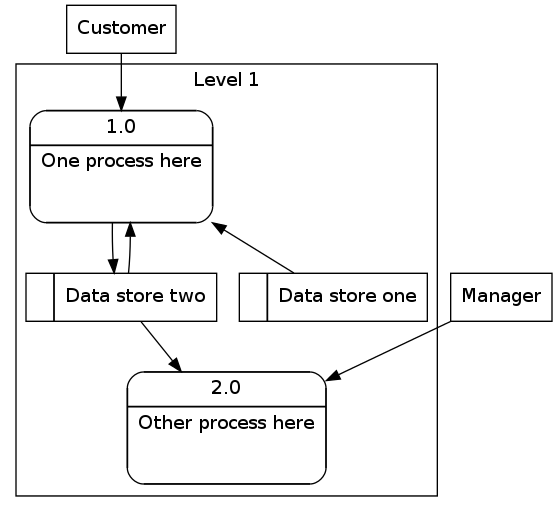 Customer
Level 1
1.0
One process here
Data store two
Data store one
Manager
2.0
Other process here